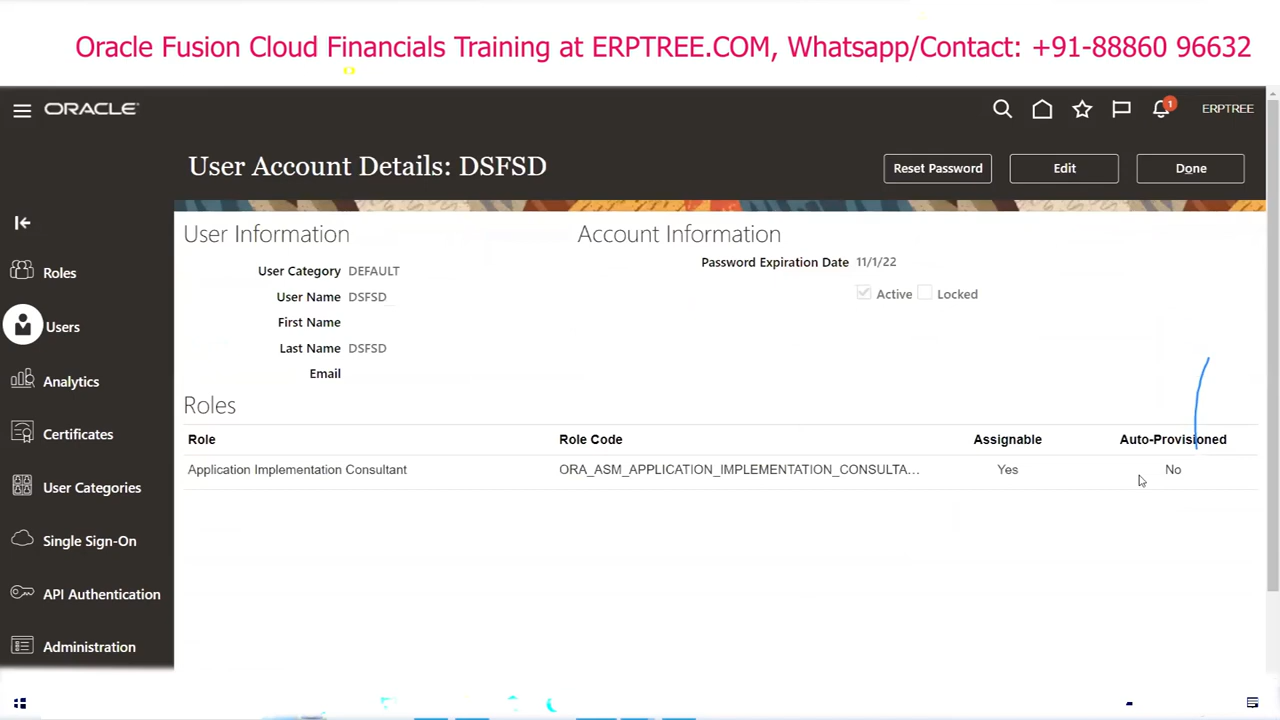 Oracle Fusion Cloud Financials Training at ERPTREE.COM, Whatsapp/Contact: +91-88860 96632
ORACLE
1
ERPTREE
User Account Details: DSFSD
Reset Password
Edit
Done
Roles
Users
Analytics
Certificates
User Categories
Single Sign-On
API Authentication
Administration
User Information
User Category DEFAULT
User Name DSFSD
First Name
Last Name DSFSD
Email
Account Information
Password Expiration Date 11/1/22
Active Locked
Roles
Role Role Code Assignable Auto-Provisioned
Application Implementation Consultant ORA_ASM_APPLICATION_IMPLEMENTATION_CONSULTA... Yes No